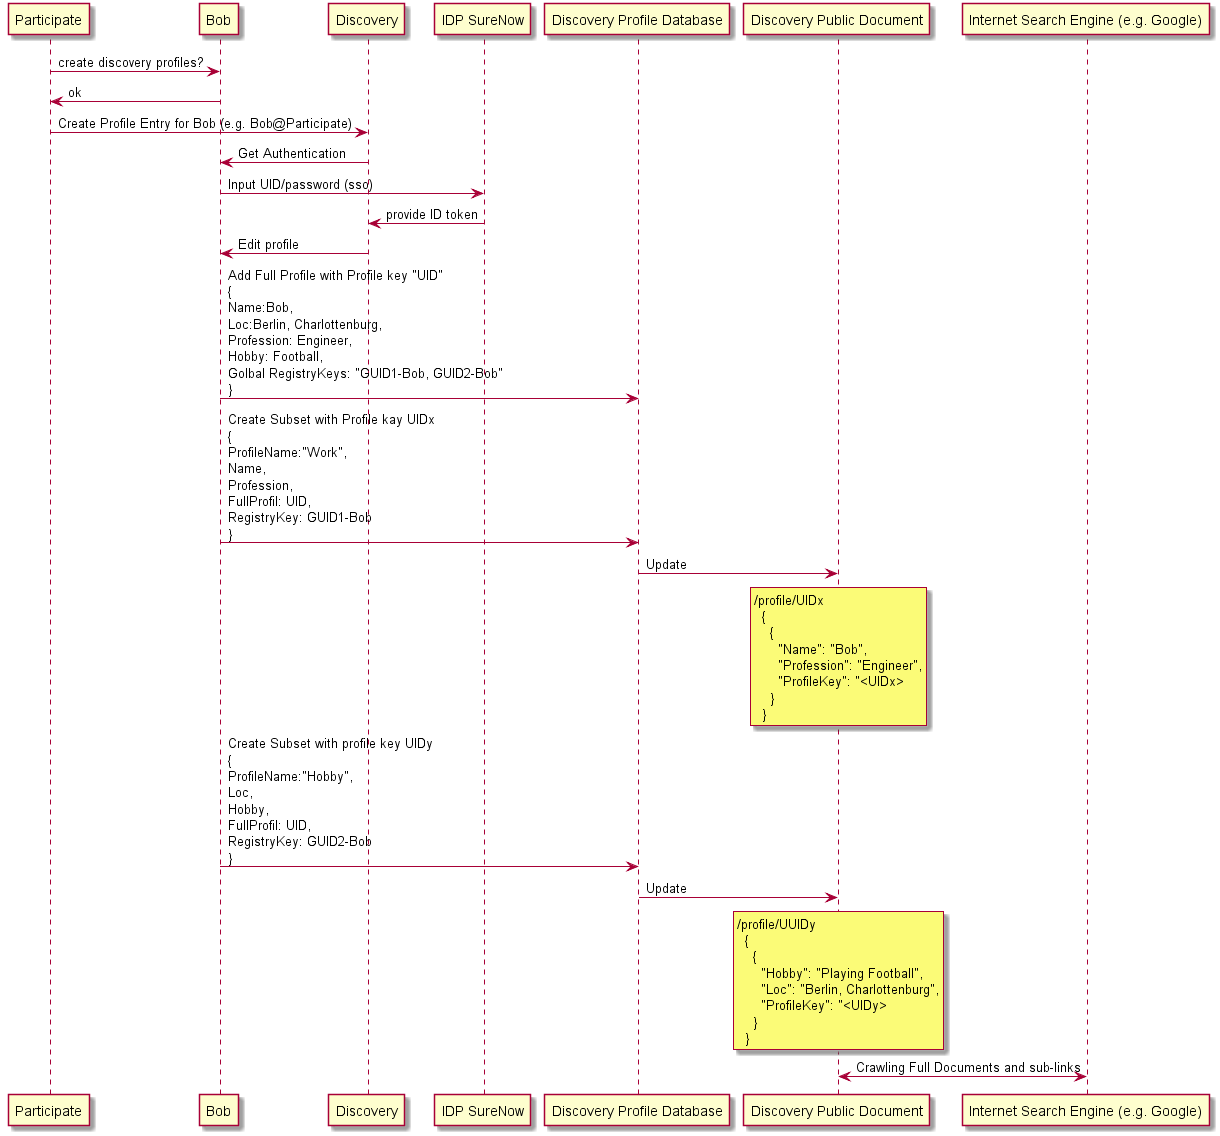 Participate
Bob
Discovery
IDP SureNow
Discovery Profile Database
Discovery Public Document
Internet Search Engine (e.g. Google)
create discovery profiles?
ok
Create Profile Entry for Bob (e.g. Bob@Participate)
Get Authentication
Input UID/password (sso)
provide ID token
Edit profile
Add Full Profile with Profile key "UID"
{
Name:Bob,
Loc:Berlin, Charlottenburg,
Profession: Engineer,
Hobby: Football,
Golbal RegistryKeys: "GUID1-Bob, GUID2-Bob"
}
Create Subset with Profile kay UIDx
{
ProfileName:"Work",
Name,
Profession,
FullProfil: UID,
RegistryKey: GUID1-Bob
}
Update
/profile/UIDx
{
{
"Name": "Bob",
"Profession": "Engineer",
"ProfileKey": "<UIDx>
}
}
Create Subset with profile key UIDy
{
ProfileName:"Hobby",
Loc,
Hobby,
FullProfil: UID,
RegistryKey: GUID2-Bob
}
Update
/profile/UUIDy
{
{
"Hobby": "Playing Football",
"Loc": "Berlin, Charlottenburg",
"ProfileKey": "<UIDy>
}
}
Crawling Full Documents and sub-links
Participate
Bob
Discovery
IDP SureNow
Discovery Profile Database
Discovery Public Document
Internet Search Engine (e.g. Google)